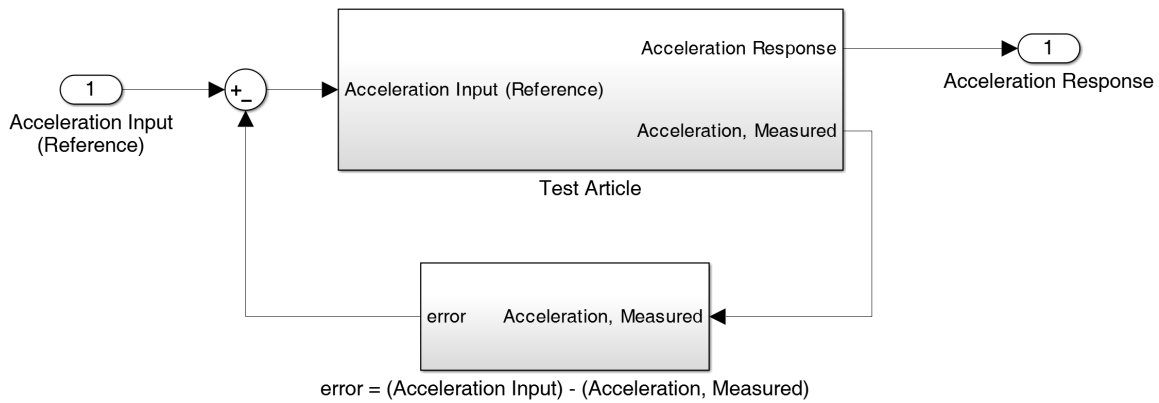 Acceleration Response
1
Acceleration Response
1
Acceleration Input
(Reference)
+
−
Acceleration Input (Reference)
Acceleration, Measured
Test Article
error
Acceleration, Measured
error = (Acceleration Input) - (Acceleration, Measured)